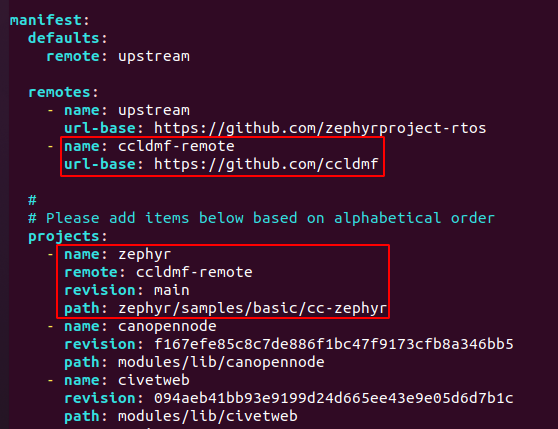 manifest:
  defaults:
    remote: upstream

  remotes:
    - name: upstream
      url-base: https://github.com/zephyrproject-rtos
    - name: ccldmf-remote
      url-base: https://github.com/ccldmf

  #
  # Please add items below based on alphabetical order
  projects:
    - name: zephyr
      remote: ccldmf-remote
      revision: main
      path: zephyr/samples/basic/cc-zephyr
    - name: canopennode
      revision: f167efe85c8c7de886f1bc47f9173cfb8a346bb5
      path: modules/lib/canopennode
    - name: civetweb
      revision: 094aeb41bb93e9199d24d665ee43e9e05d6d7b1c
      path: modules/lib/civetweb